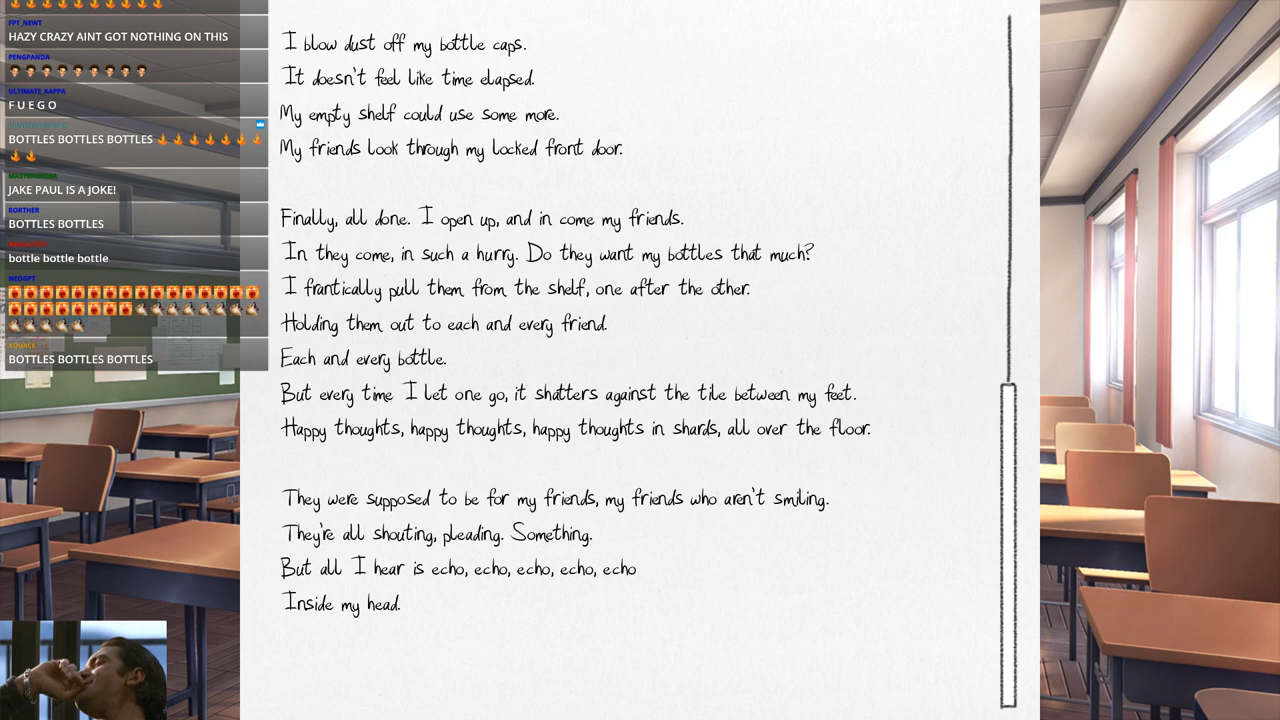 FPT_NEWT
HAZY CRAZY AINT GOT NOTHING ON THIS
PENGPANDA
ULTIMATE_KAPPA
F U E G O
BOTTLES BOTTLES BOTTLES
JAKE PAUL IS A JOKE!
RORTHER
BOTTLES BOTTLES
bottle bottle bottle
NEOGPT
XQUACE
BOTTLES BOTTLES BOTTLES
I blow dust off my bottle caps.
It doesn't feel like time elapsed.
My empty shelf could use some more.
My friends look through my locked front door.
Finally, all done. I open up, and in come my friends.
In they come, in such a hurry. Do they want my bottles that much?
I frantically pull them from the shelf, one after the other.
Holding them out to each and every friend.
Each and every bottle.
But every time I let one go, it shatters against the tile between my feet.
Happy thoughts, happy thoughts, happy thoughts in shards, all over the floor.
They were supposed to be for my friends, my friends who aren't smiling.
They're all shouting, pleading. Something.
But all I hear is echo, echo, echo, echo, echo
Inside my head.